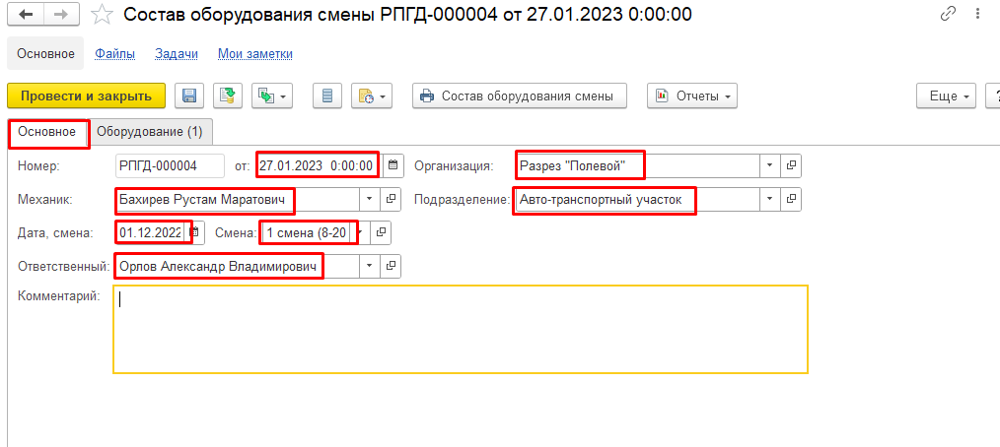 Состав оборудования смены РПГД-000004 от 27.01.2023 0:00:00
Основное Файлы Задачи Мои заметки
Провести и закрыть Состав оборудования смены Отчеты Еще ?
Основное Оборудование (1)
Номер: РПГД-000004 от: 27.01.2023 0:00:00 Организация: Разрез "Полевой"
Механик: Бахирев Рустам Маратович Подразделение: Авто-транспортный участок
Дата, смена: 01.12.2022 Смена: 1 смена (8-20
Ответственный: Орлов Александр Владимирович
Комментарий: